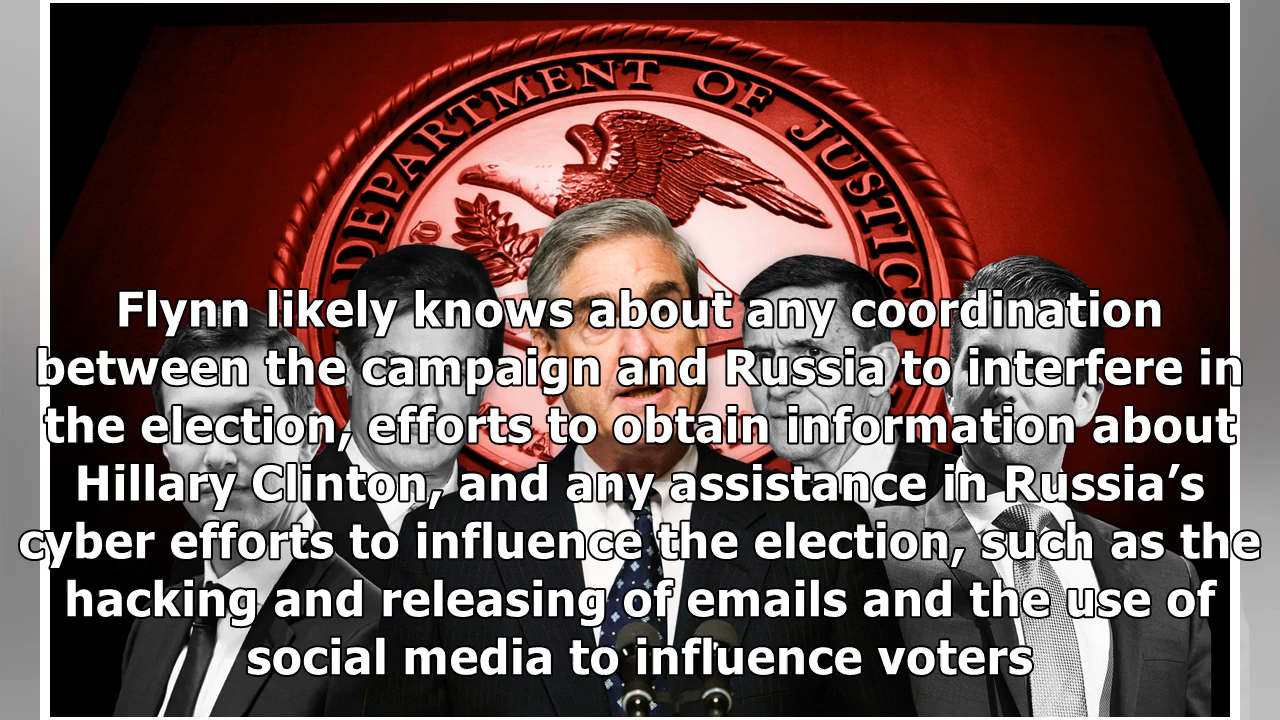 DEPARTMENT OF JUSTIC
Flynn likely knows about any coordination
between the campaign and Russia to interfere in
the election, efforts to obtain information about
Hillary Clinton, and any assistance in Russia’s
cyber efforts to influence the election, such as the
hacking and releasing of emails and the use of
social media to influence voters